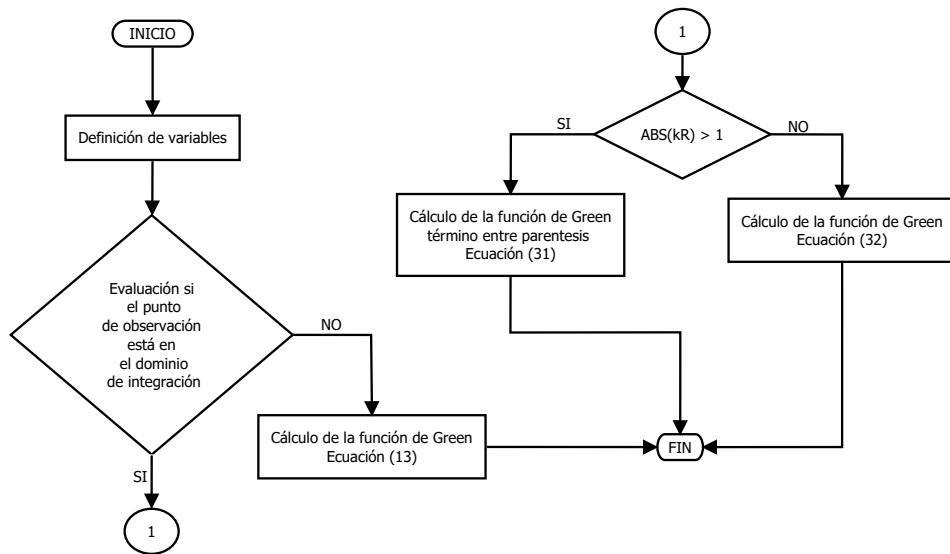 INICIO
Definición de variables
Evaluación si
el punto
de observación
está en
el dominio
de integración
NO
Cálculo de la función de Green
Ecuación (13)
SI
1
1
ABS(kR) > 1
SI
NO
Cálculo de la función de Green
término entre parentesis
Ecuación (31)
Cálculo de la función de Green
Ecuación (32)
FIN